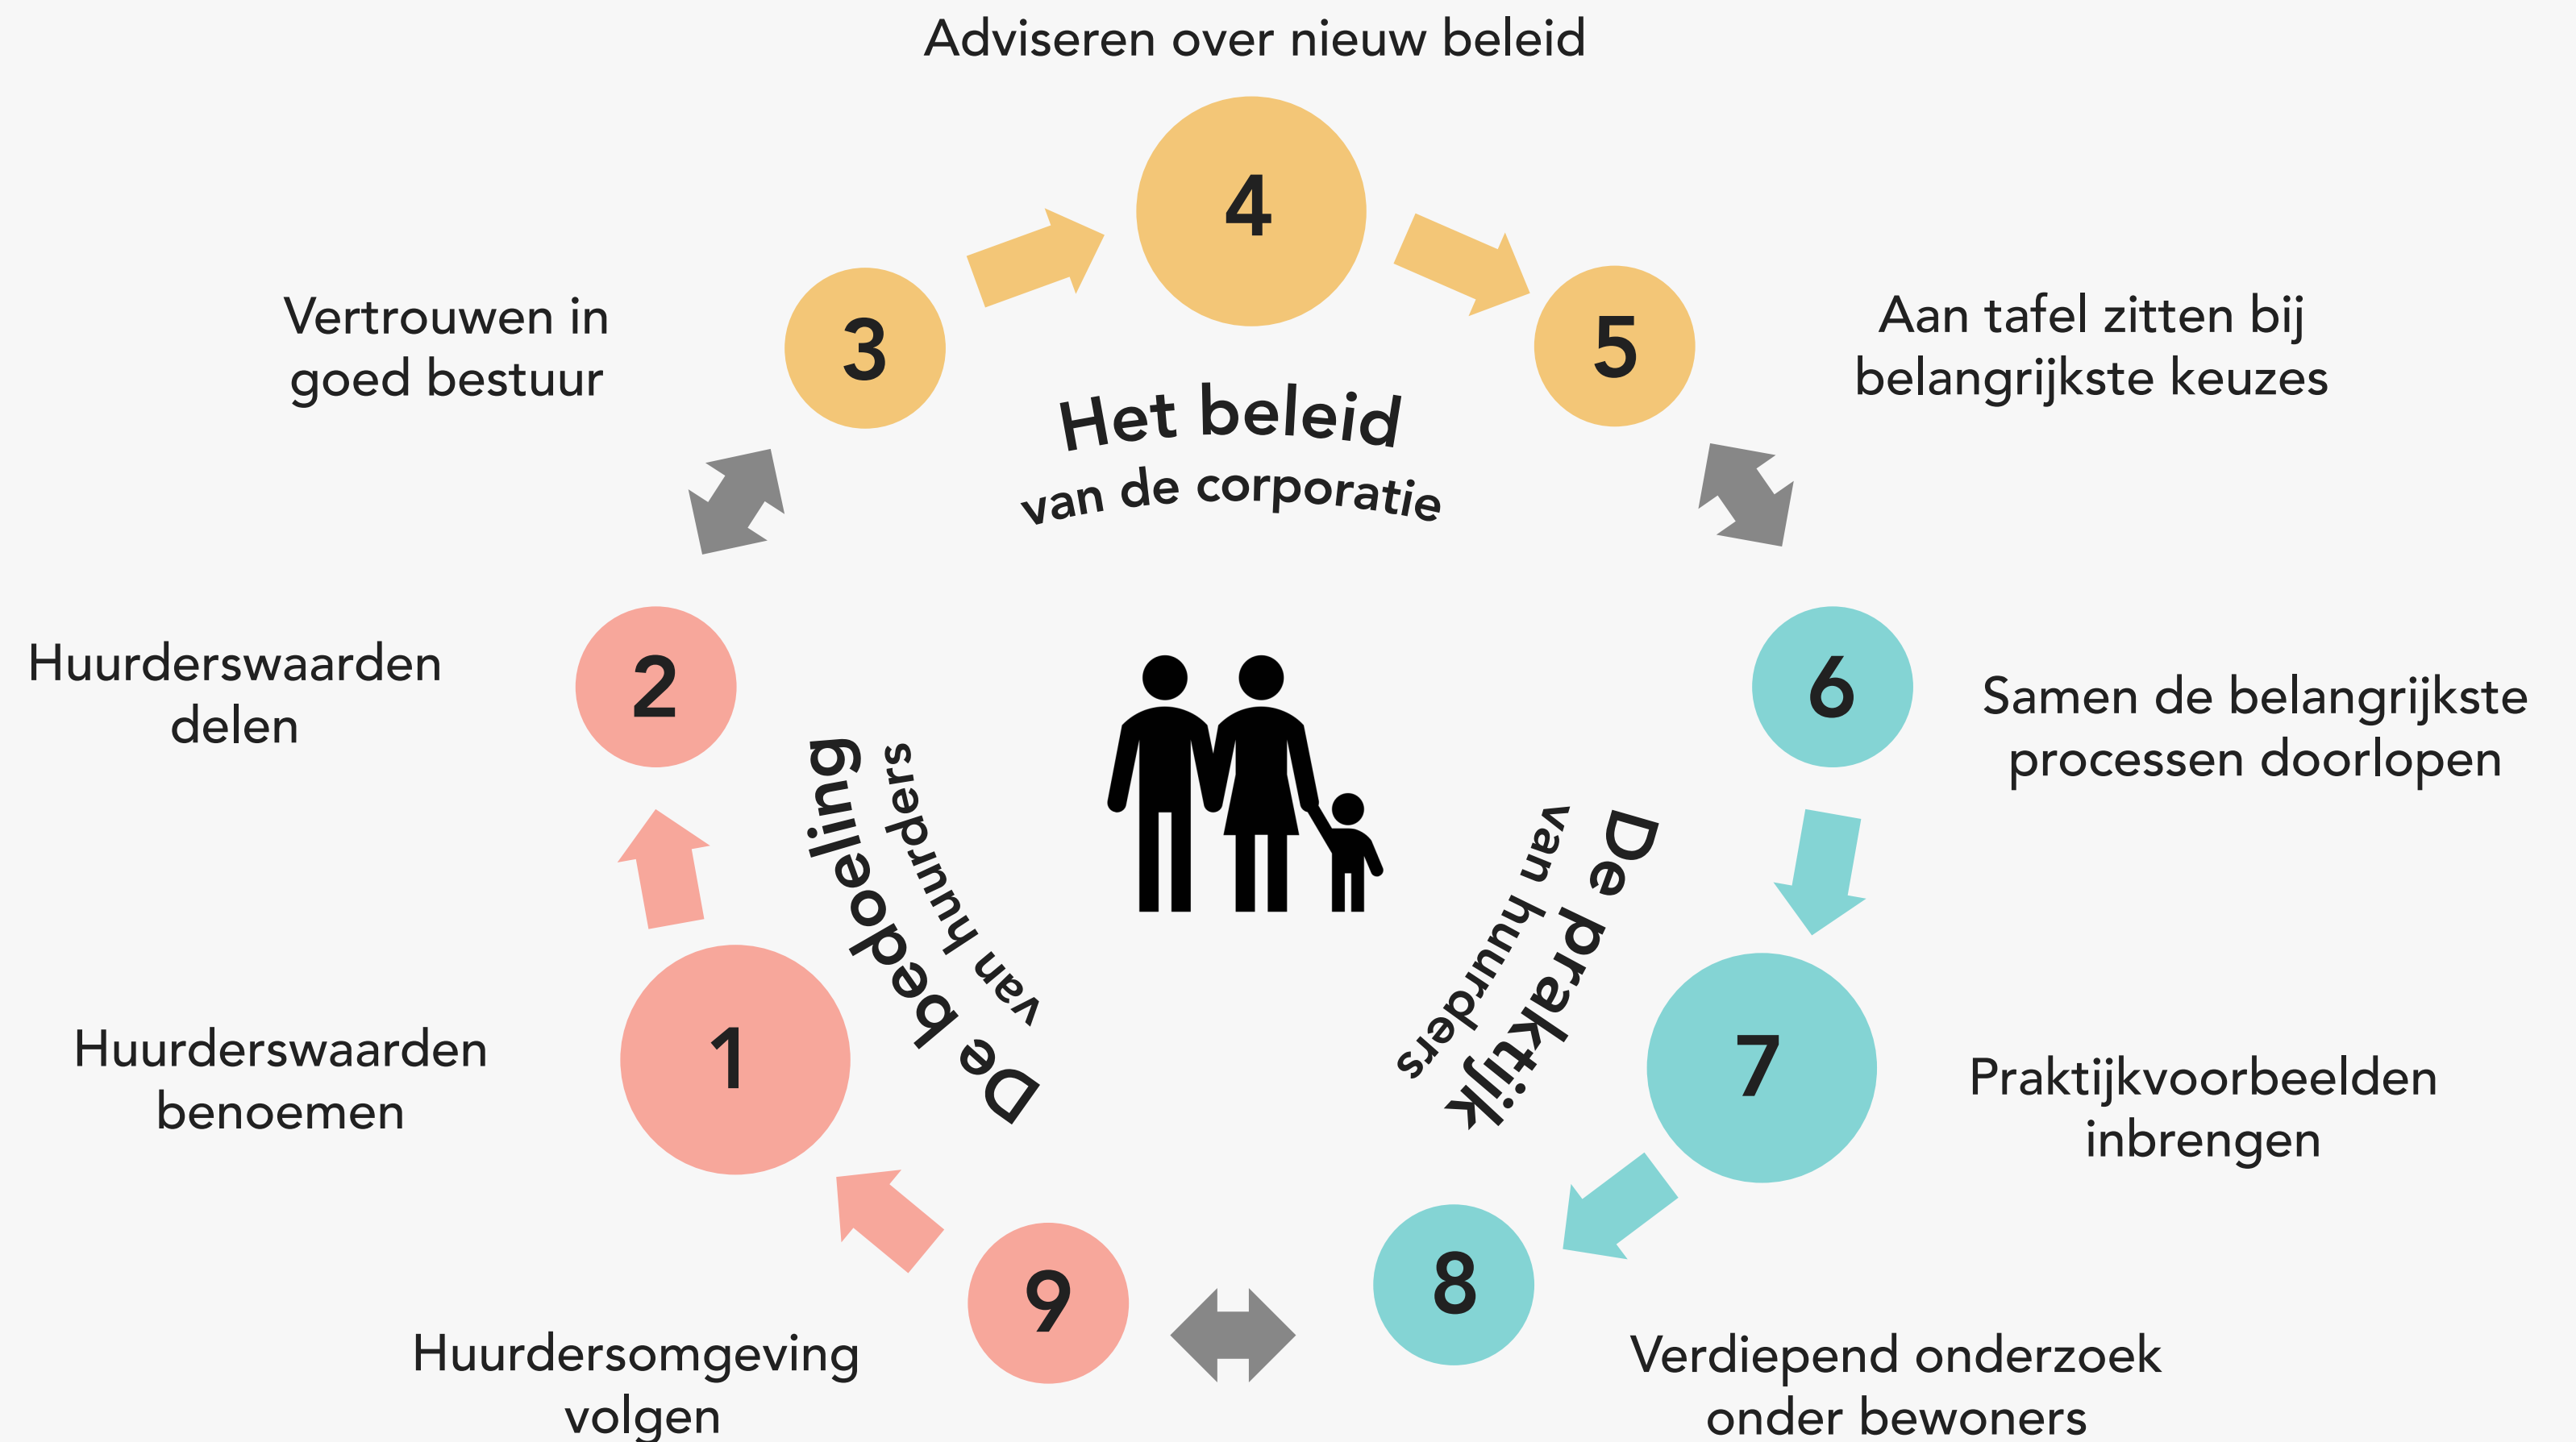 Adviseren over nieuw beleid
4
3
5
Vertrouwen in
goed bestuur
Aan tafel zitten bij
belangrijkste keuzes
Het beleid
van de corporatie
2
6
Huurderswaarden
delen
Samen de belangrijkste
processen doorlopen
De bedoeling
van huurders
De praktijk
van huurders
1
7
Huurderswaarden
benoemen
Praktijkvoorbeelden
inbrengen
9
8
Huurdersomgeving
volgen
Verdiepend onderzoek
onder bewoners